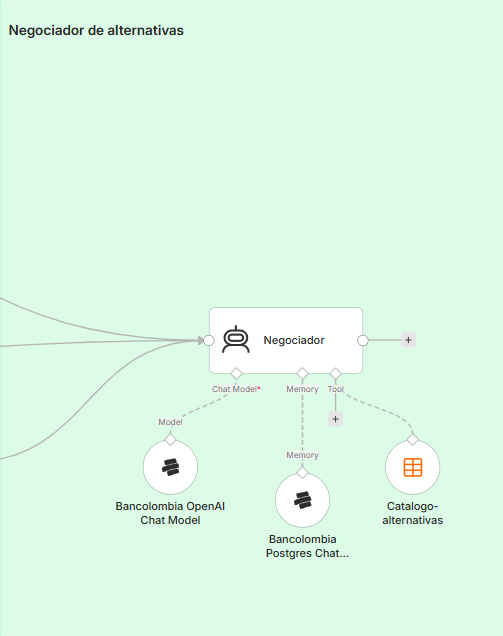 Negociador de alternativas
Negociador
Chat Model*
Memory
Tool
Model
Memory
Bancolombia OpenAI
Chat Model
Bancolombia
Postgres Chat...
Catalogo-
alternativas